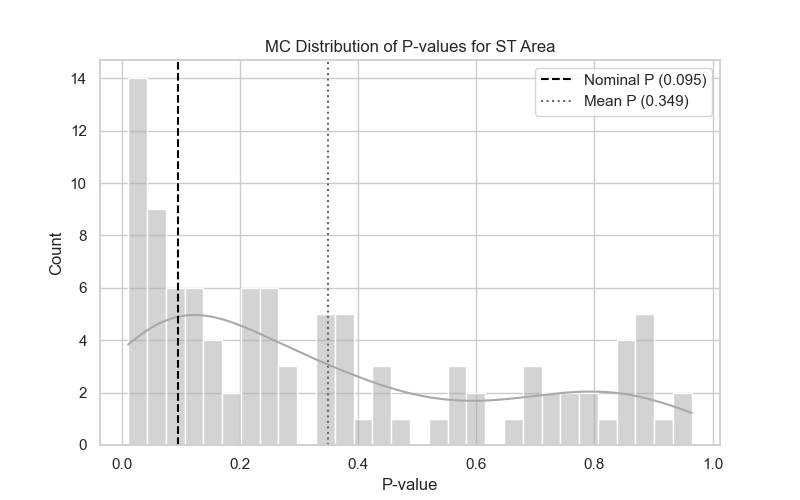 MC Distribution of P-values for ST Area
Nominal P (0.095)
Mean P (0.349)
14
12
10
8
6
4
2
0
Count
0.0 0.2 0.4 0.6 0.8 1.0
P-value